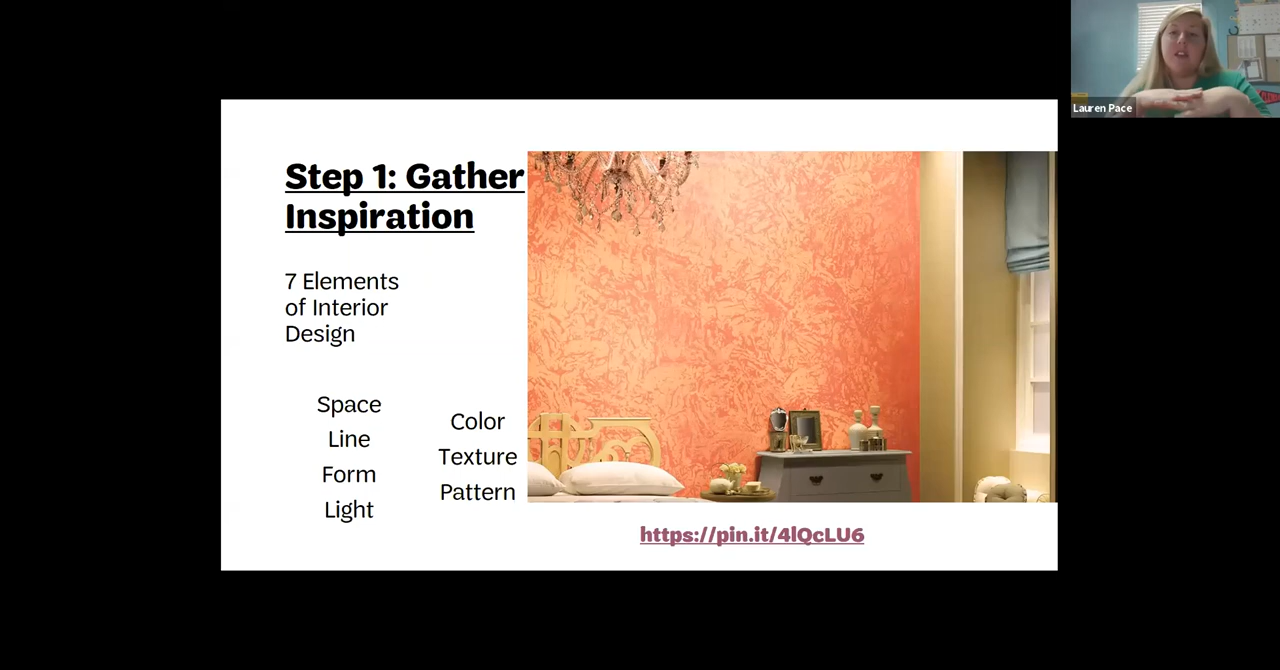 Step 1: Gather
Inspiration
7 Elements
of Interior
Design
Space
Line
Form
Light
Color
Texture
Pattern
https://pin.it/4lQcLU6
Lauren Pace